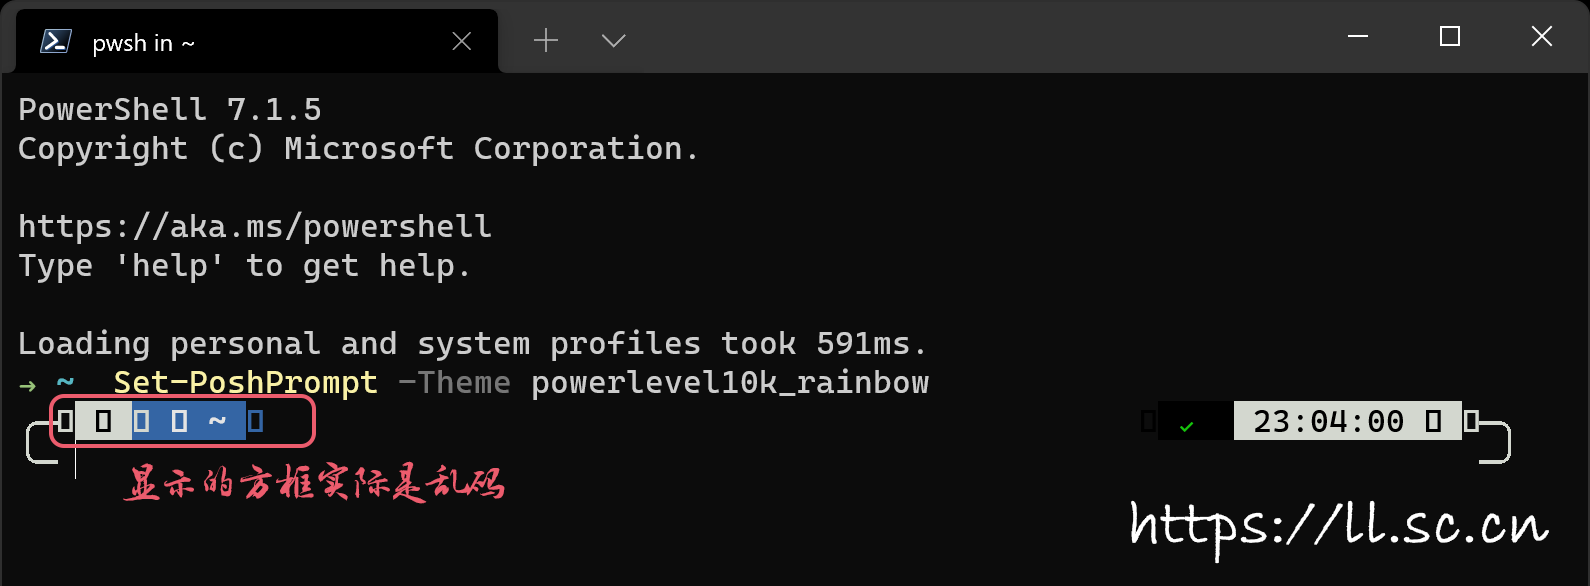 pwsh in ~
PowerShell 7.1.5
Copyright (c) Microsoft Corporation.
https://aka.ms/powershell
Type 'help' to get help.
Loading personal and system profiles took 591ms.
→ ~ Set-PoshPrompt -Theme powerlevel10k_rainbow
~ 23:04:00
显示的方框实际是乱码
https://ll.sc.cn